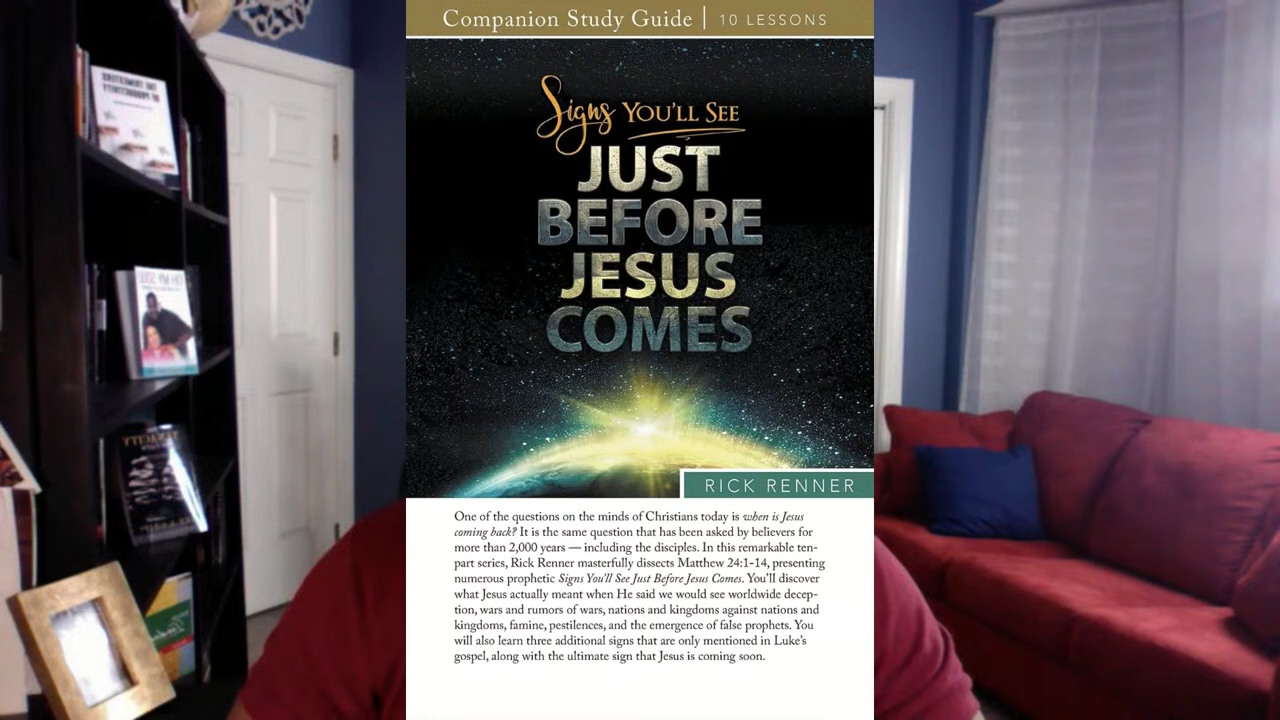 Companion Study Guide | 10 LESSONS
Signs YOU'LL SEE
JUST
BEFORE
JESUS
COMES
RICK RENNER
One of the questions on the minds of Christians today is when is Jesus
coming back? It is the same question that has been asked by believers for
more than 2,000 years — including the disciples. In this remarkable ten-
part series, Rick Renner masterfully dissects Matthew 24:1-14, presenting
numerous prophetic Signs You'll See Just Before Jesus Comes. You'll discover
what Jesus actually meant when He said we would see worldwide decep-
tion, wars and rumors of wars, nations and kingdoms against nations and
kingdoms, famine, pestilences, and the emergence of false prophets. You
will also learn three additional signs that are only mentioned in Luke's
gospel, along with the ultimate sign that Jesus is coming soon.